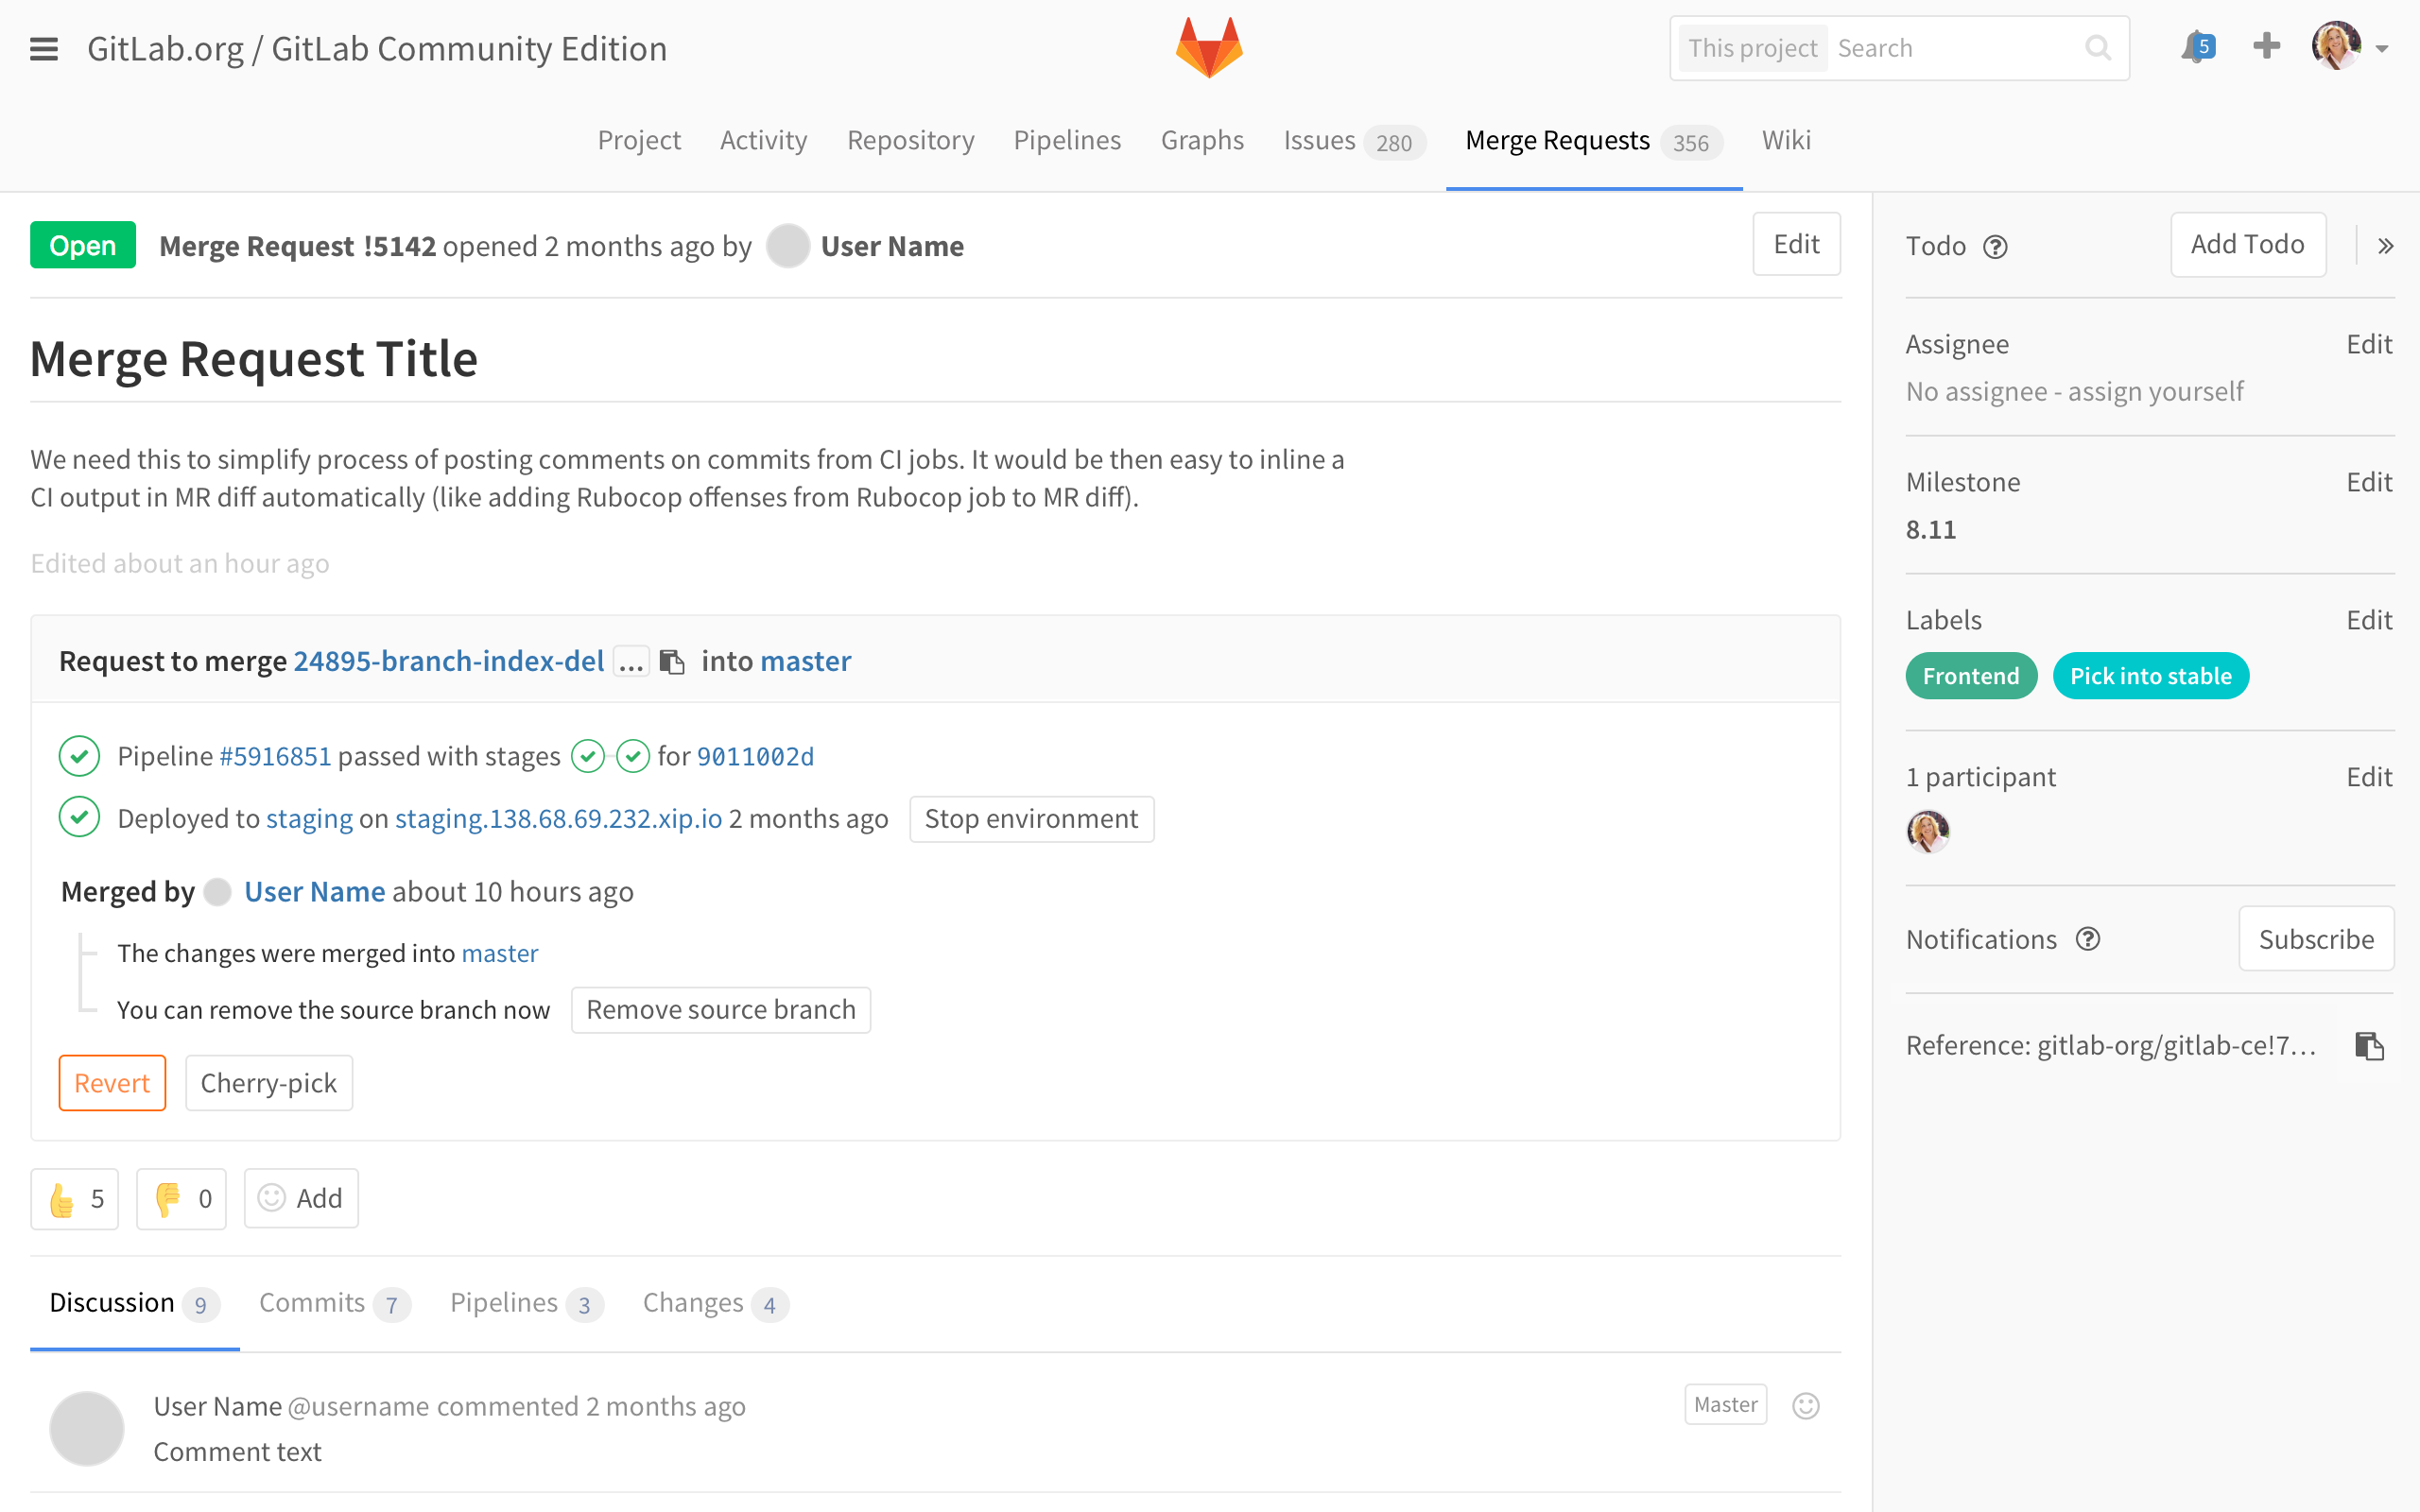 GitLab.org / GitLab Community Edition
This project Search
5
Project Activity Repository Pipelines Graphs Issues 280 Merge Requests 356 Wiki
Open Merge Request !5142 opened 2 months ago by User Name Edit
Merge Request Title
We need this to simplify process of posting comments on commits from CI jobs. It would be then easy to inline a
CI output in MR diff automatically (like adding Rubocop offenses from Rubocop job to MR diff).
Edited about an hour ago
Request to merge 24895-branch-index-del ... into master
Pipeline #5916851 passed with stages for 9011002d
Deployed to staging on staging.138.68.69.232.xip.io 2 months ago Stop environment
Merged by User Name about 10 hours ago
The changes were merged into master
You can remove the source branch now Remove source branch
Revert Cherry-pick
5 0 Add
Discussion 9 Commits 7 Pipelines 3 Changes 4
User Name @username commented 2 months ago Master
Comment text
Todo ? Add Todo »
Assignee Edit
No assignee - assign yourself
Milestone Edit
8.11
Labels Edit
Frontend Pick into stable
1 participant Edit
Notifications ? Subscribe
Reference: gitlab-org/gitlab-ce!7...